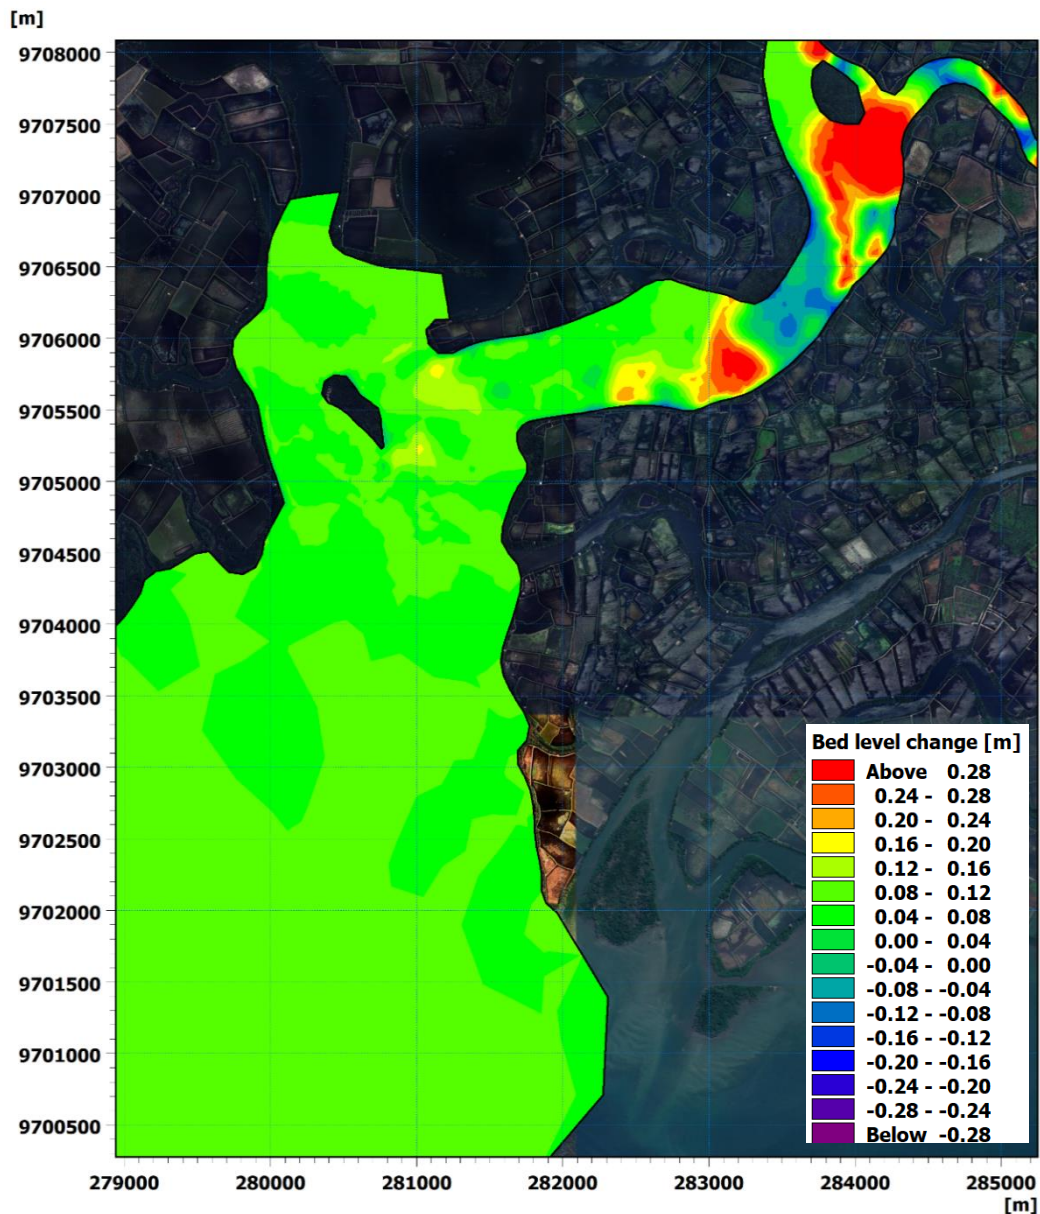 [m]
9708000
9707500
9707000
9706500
9706000
9705500
9705000
9704500
9704000
9703500
9703000
9702500
9702000
9701500
9701000
9700500
Bed level change [m]
Above 0.28
0.24 - 0.28
0.20 - 0.24
0.16 - 0.20
0.12 - 0.16
0.08 - 0.12
0.04 - 0.08
0.00 - 0.04
-0.04 - 0.00
-0.08 - -0.04
-0.12 - -0.08
-0.16 - -0.12
-0.20 - -0.16
-0.24 - -0.20
-0.28 - -0.24
Below -0.28
279000 280000 281000 282000 283000 284000 285000
[m]